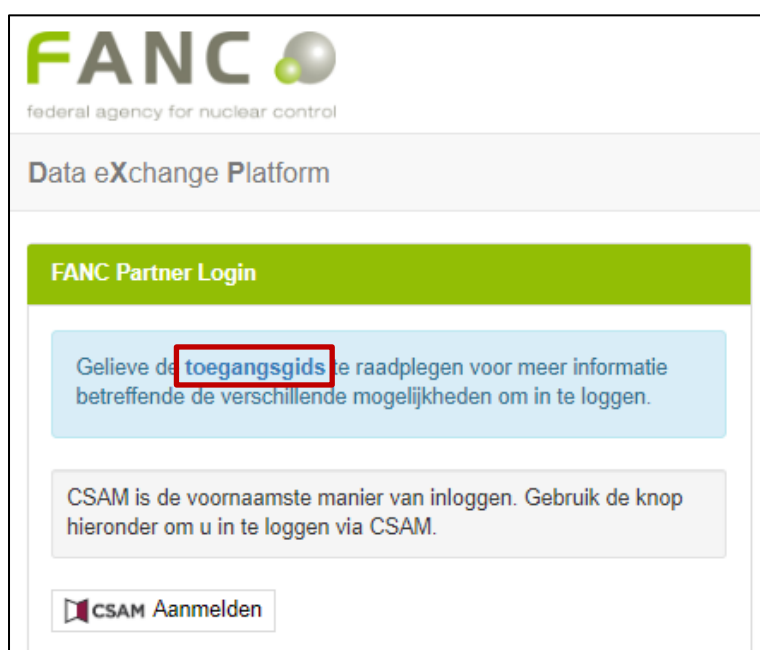 FANC
federal agency for nuclear control
Data eXchange Platform
FANC Partner Login
Gelieve de toegangsgids te raadplegen voor meer informatie
betreffende de verschillende mogelijkheden om in te loggen.
CSAM is de voornaamste manier van inloggen. Gebruik de knop
hieronder om u in te loggen via CSAM.
CSAM Aanmelden